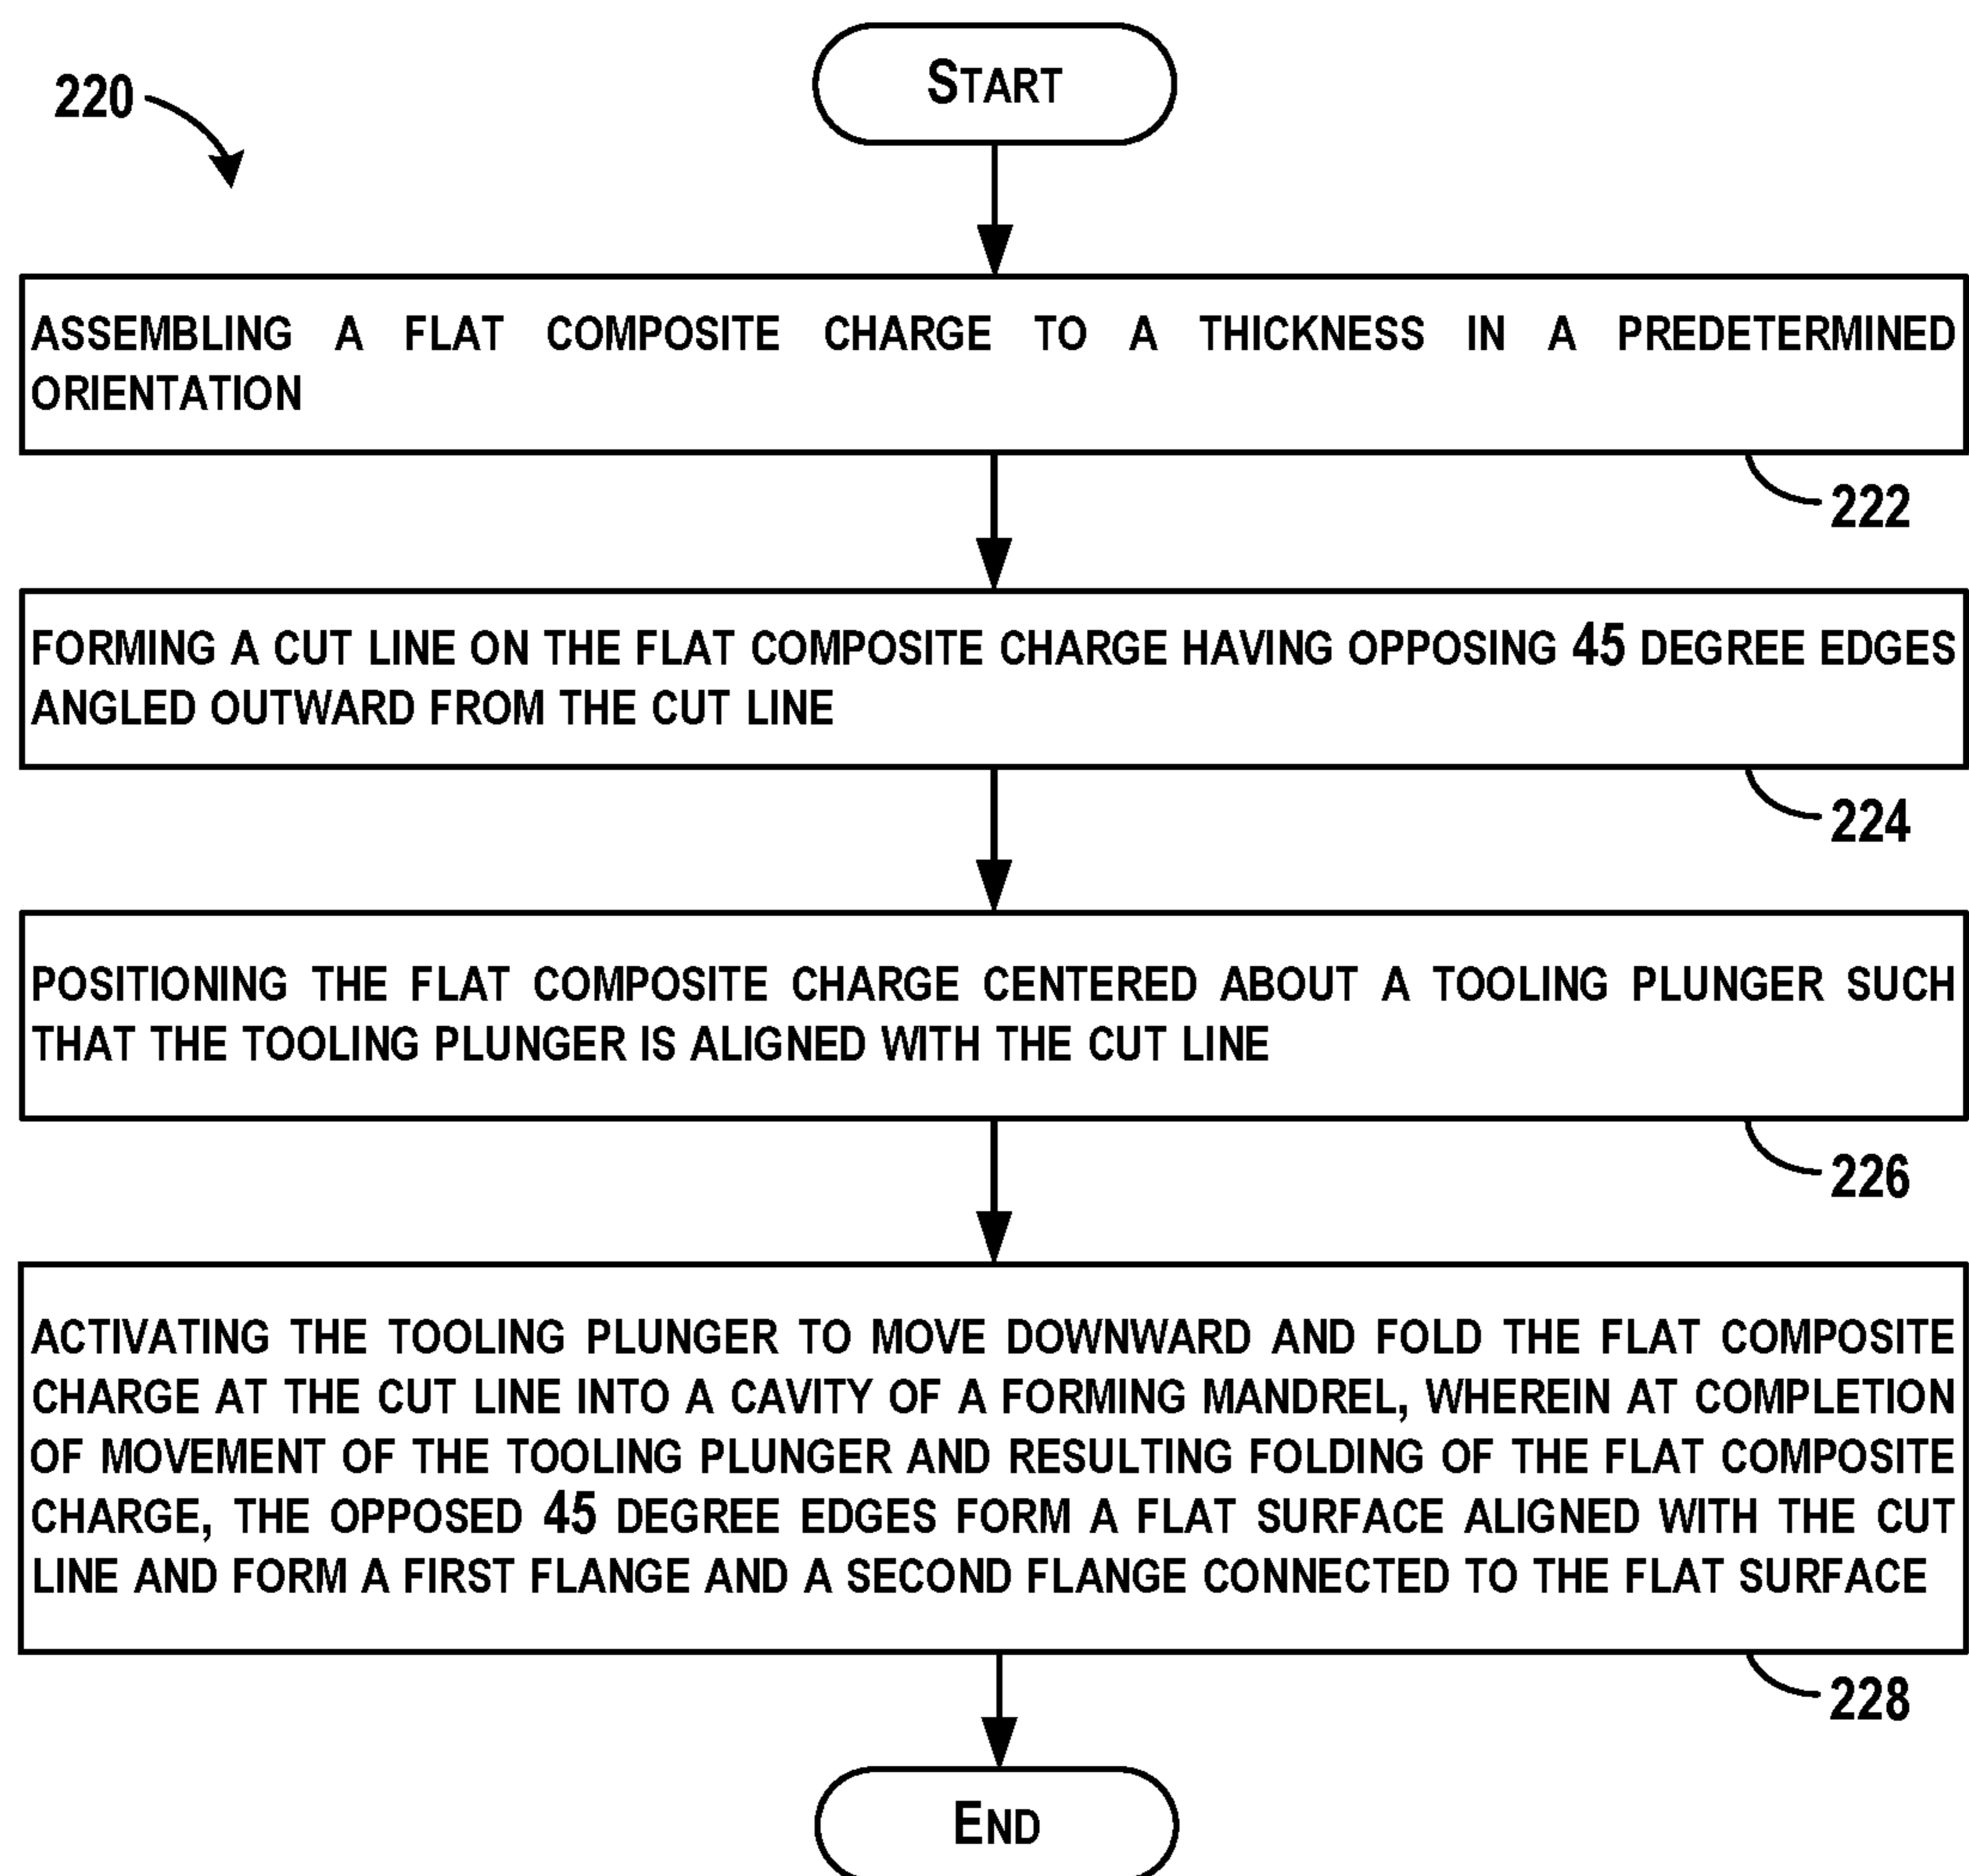 START
220
ASSEMBLING A FLAT COMPOSITE CHARGE TO A THICKNESS IN A PREDETERMINED
ORIENTATION
222
FORMING A CUT LINE ON THE FLAT COMPOSITE CHARGE HAVING OPPOSING 45 DEGREE EDGES
ANGLED OUTWARD FROM THE CUT LINE
224
POSITIONING THE FLAT COMPOSITE CHARGE CENTERED ABOUT A TOOLING PLUNGER SUCH
THAT THE TOOLING PLUNGER IS ALIGNED WITH THE CUT LINE
226
ACTIVATING THE TOOLING PLUNGER TO MOVE DOWNWARD AND FOLD THE FLAT COMPOSITE
CHARGE AT THE CUT LINE INTO A CAVITY OF A FORMING MANDREL, WHEREIN AT COMPLETION
OF MOVEMENT OF THE TOOLING PLUNGER AND RESULTING FOLDING OF THE FLAT COMPOSITE
CHARGE, THE OPPOSED 45 DEGREE EDGES FORM A FLAT SURFACE ALIGNED WITH THE CUT
LINE AND FORM A FIRST FLANGE AND A SECOND FLANGE CONNECTED TO THE FLAT SURFACE
228
END